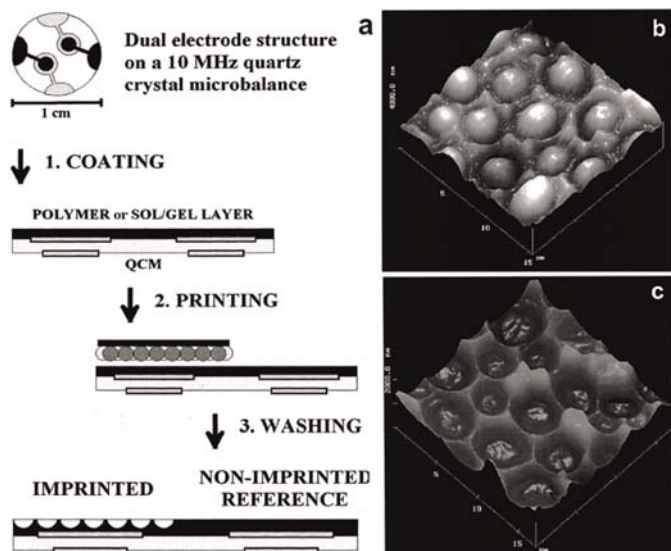 a
Dual electrode structure
on a 10 MHz quartz
crystal microbalance
1 cm
1. COATING
POLYMER or SOL/GEL LAYER
QCM
2. PRINTING
3. WASHING
IMPRINTED
NON-IMPRINTED
REFERENCE
b
5
10
15
c
5
10
15